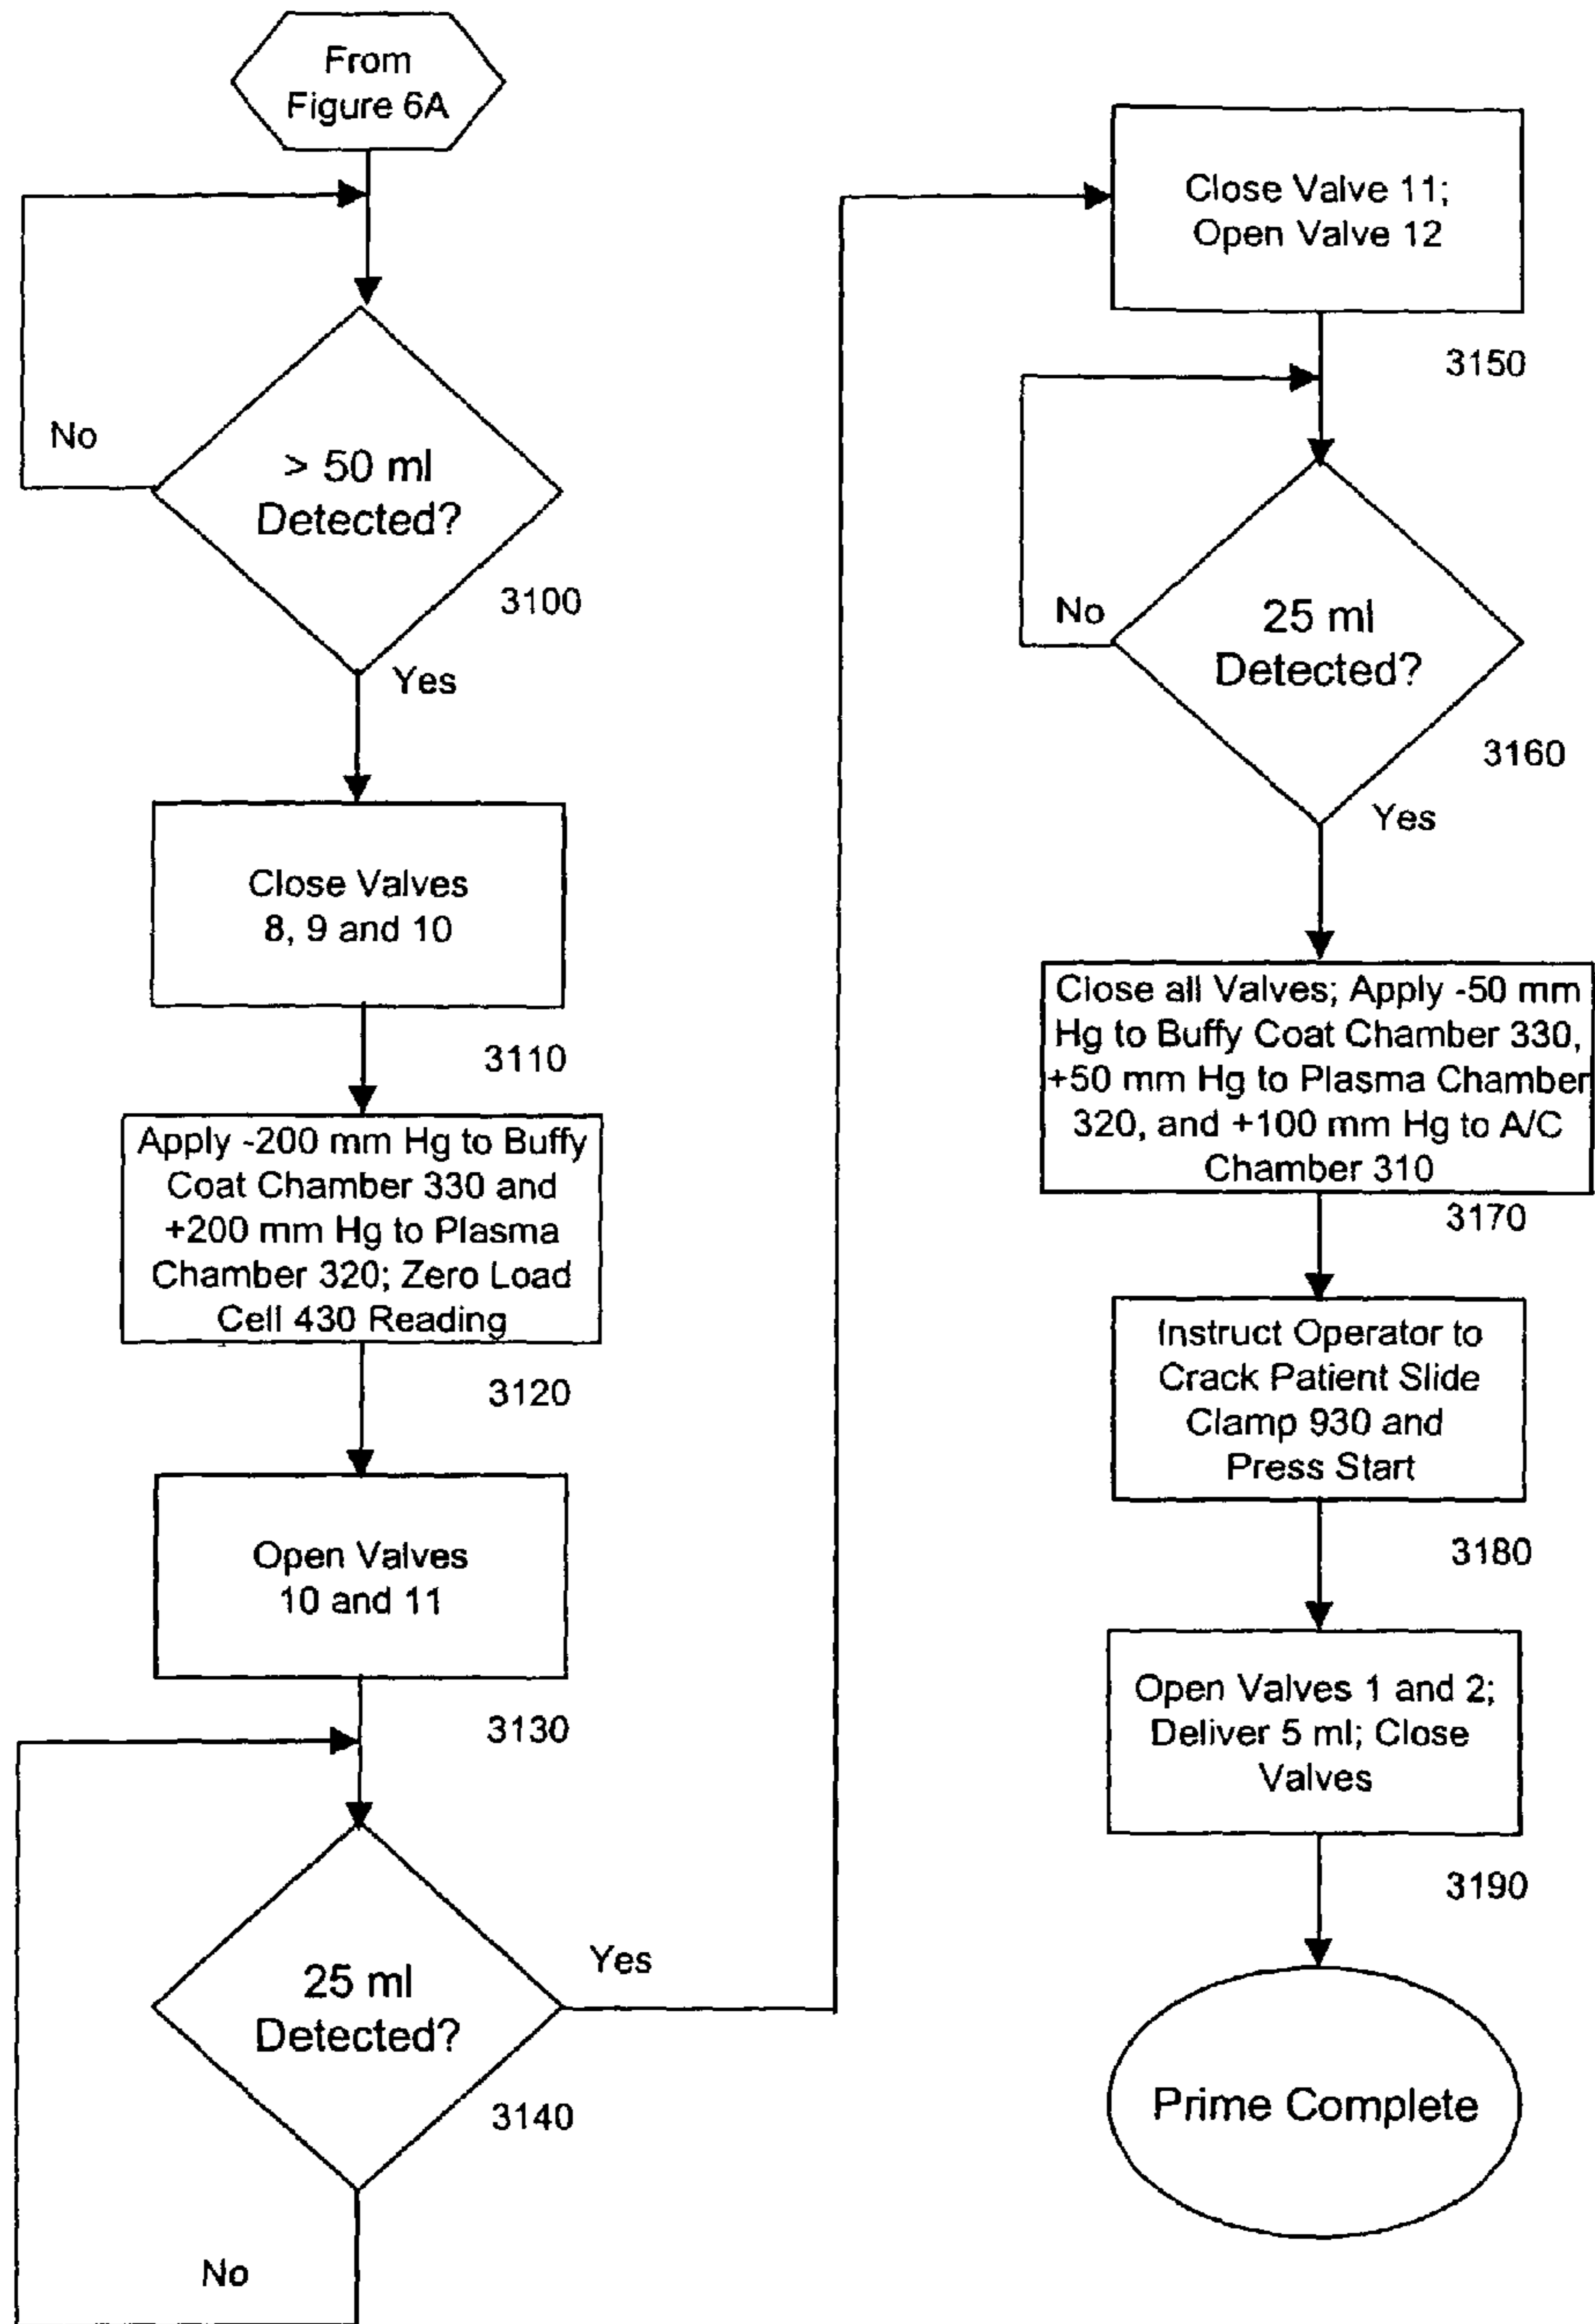 From
Figure 6A
No
> 50 ml
Detected?
3100
Yes
Close Valves
8, 9 and 10
3110
Apply -200 mm Hg to Buffy
Coat Chamber 330 and
+200 mm Hg to Plasma
Chamber 320; Zero Load
Cell 430 Reading
3120
Open Valves
10 and 11
3130
25 ml
Detected?
Yes
3140
No
Close Valve 11;
Open Valve 12
3150
No
25 ml
Detected?
3160
Yes
Close all Valves; Apply -50 mm
Hg to Buffy Coat Chamber 330,
+50 mm Hg to Plasma Chamber
320, and +100 mm Hg to A/C
Chamber 310
3170
Instruct Operator to
Crack Patient Slide
Clamp 930 and
Press Start
3180
Open Valves 1 and 2;
Deliver 5 ml; Close
Valves
3190
Prime Complete